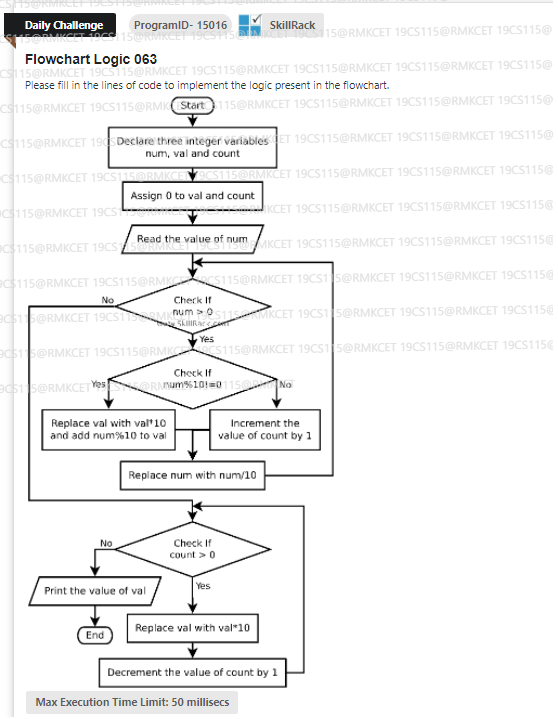 Daily Challenge
ProgramID- 15016
SkillRack
Flowchart Logic 063
Please fill in the lines of code to implement the logic present in the flowchart.
Start
Declare three integer variables
num, val and count
Assign 0 to val and count
Read the value of num
Check If
num > 0
No
www.SkillRack.com
Yes
Check If
num%10!=0
Yes
No
Replace val with val*10
and add num%10 to val
Increment the
value of count by 1
Replace num with num/10
Check If
count > 0
No
Yes
Print the value of val
Replace val with val*10
End
Decrement the value of count by 1
Max Execution Time Limit: 50 millisecs
19CS115@RMKCET 19CS115@RMKCET 19CS115@RMKCET